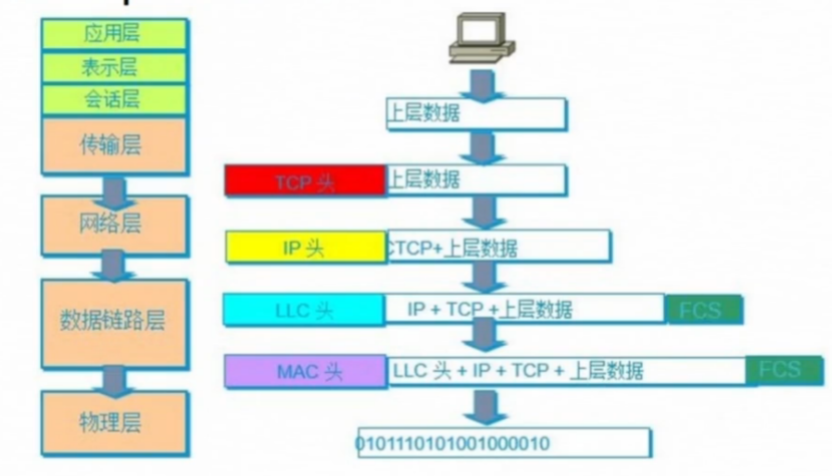 应用层
表示层
会话层
传输层
网络层
数据链路层
物理层
上层数据
TCP 头 上层数据
IP 头 TCP+上层数据
LLC 头 IP + TCP +上层数据 FCS
MAC 头 LLC 头 + IP + TCP + 上层数据 FCS
0101110101001000010